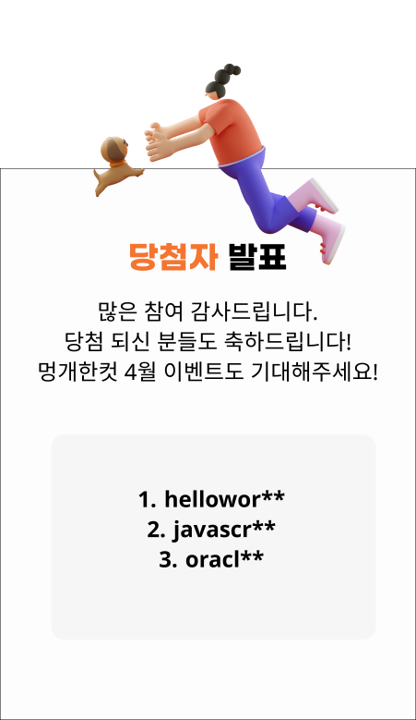 당첨자 발표
많은 참여 감사드립니다.
당첨 되신 분들도 축하드립니다!
멍개한컷 4월 이벤트도 기대해주세요!
1. hellowor**
2. javascr**
3. oracl**